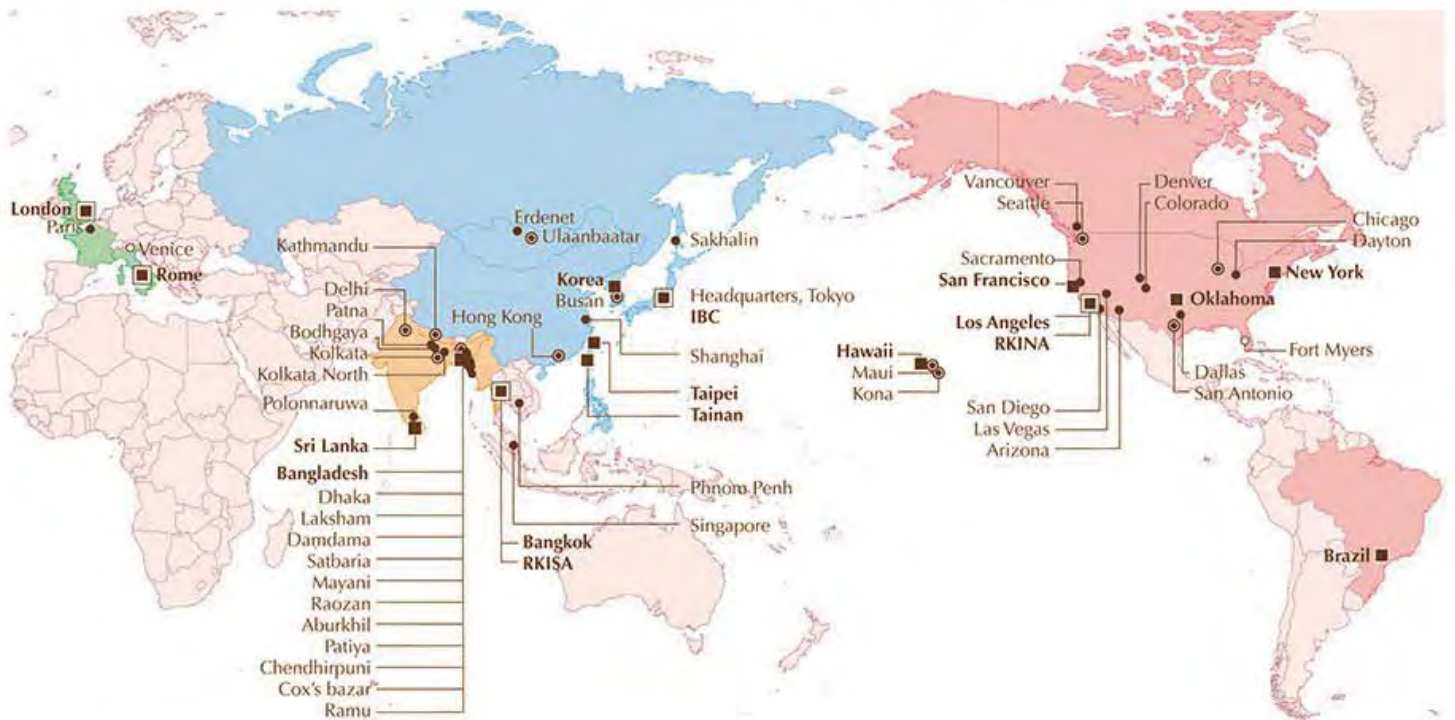 London
Paris
Venice
Rome
Kathmandu
Delhi
Patna
Bodhgaya
Kolkata
Kolkata North
Polonnaruwa
Sri Lanka
Bangladesh
Dhaka
Laksham
Damdama
Satbaria
Mayani
Raozan
Aburkhil
Patiya
Chendhirpuni
Cox's bazar
Ramu
Erdenet
Ulaanbaatar
Sakhalin
Korea
Busan
Hong Kong
Headquarters, Tokyo
IBC
Shanghai
Taipei
Tainan
Phnom Penh
Singapore
Bangkok
RKISA
Hawaii
Maui
Kona
Vancouver
Seattle
Sacramento
San Francisco
Los Angeles
RKINA
San Diego
Las Vegas
Arizona
Denver
Colorado
Chicago
Dayton
New York
Oklahoma
Fort Myers
Dallas
San Antonio
Brazil